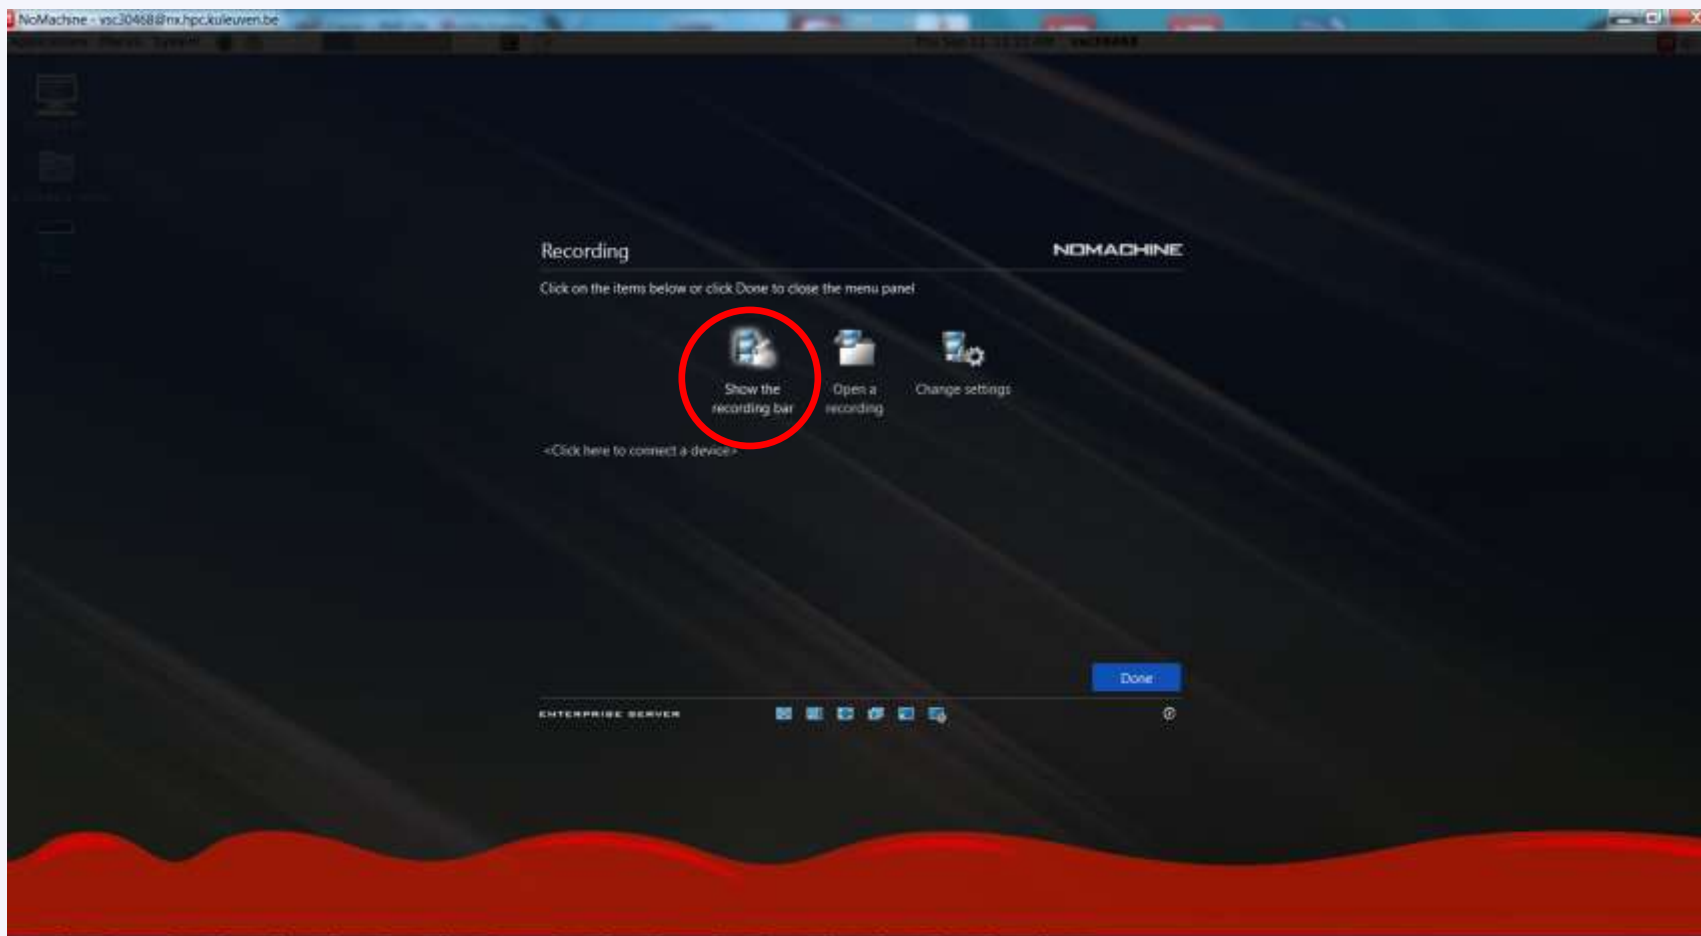 NoMachine - vsc30468@nx.hpc.kuleuven.be
Recording
NOMACHINE
Click on the items below or click Done to close the menu panel
Show the
recording bar
Open a
recording
Change settings
<Click here to connect a device>
Done
ENTERPRISE SERVER